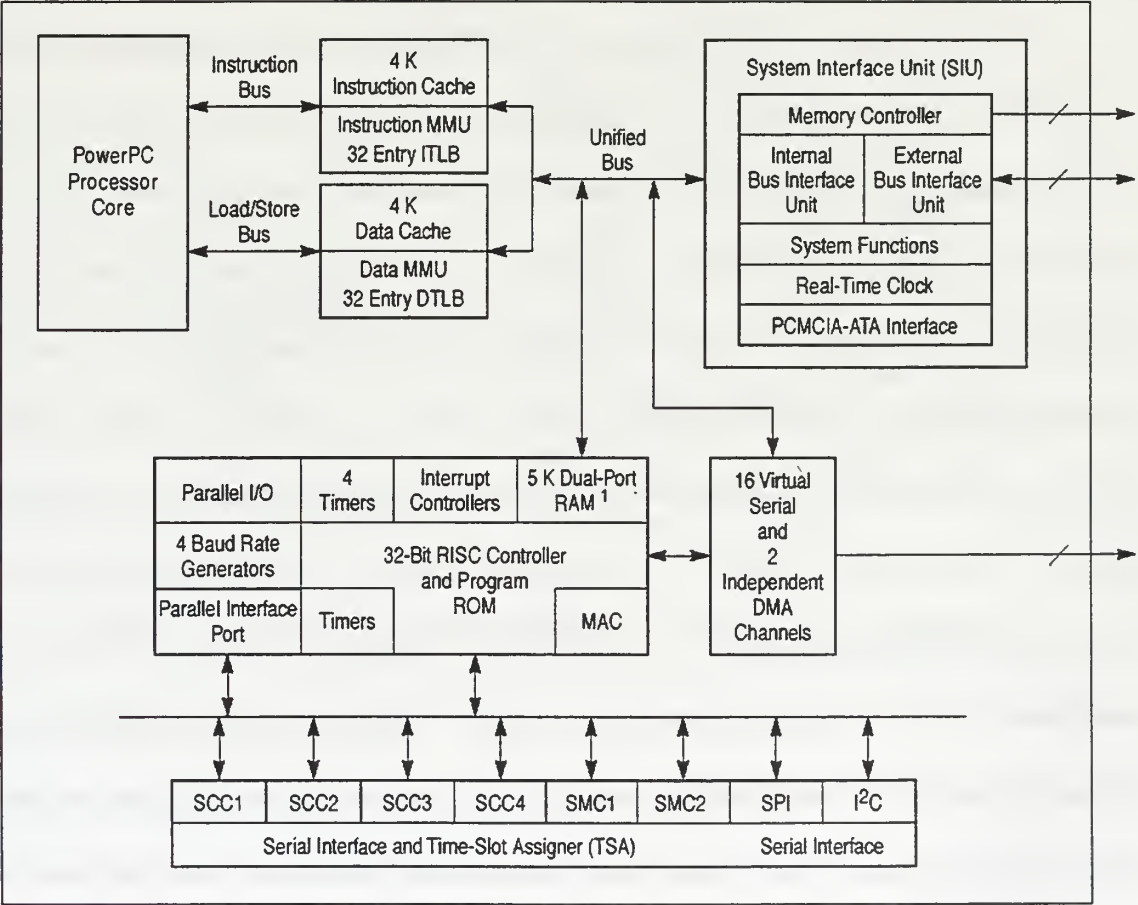 PowerPC
Processor
Core
Instruction
Bus
4 K
Instruction Cache
Instruction MMU
32 Entry ITLB
Load/Store
Bus
4 K
Data Cache
Data MMU
32 Entry DTLB
Unified
Bus
System Interface Unit (SIU)
Memory Controller
Internal
Bus Interface
Unit
External
Bus Interface
Unit
System Functions
Real-Time Clock
PCMCIA-ATA Interface
Parallel I/O
4
Timers
Interrupt
Controllers
5 K Dual-Port
RAM 1
4 Baud Rate
Generators
32-Bit RISC Controller
and Program
ROM
Parallel Interface
Port
Timers
MAC
16 Virtual
Serial
and
2
Independent
DMA
Channels
SCC1
SCC2
SCC3
SCC4
SMC1
SMC2
SPI
I²C
Serial Interface and Time-Slot Assigner (TSA)
Serial Interface